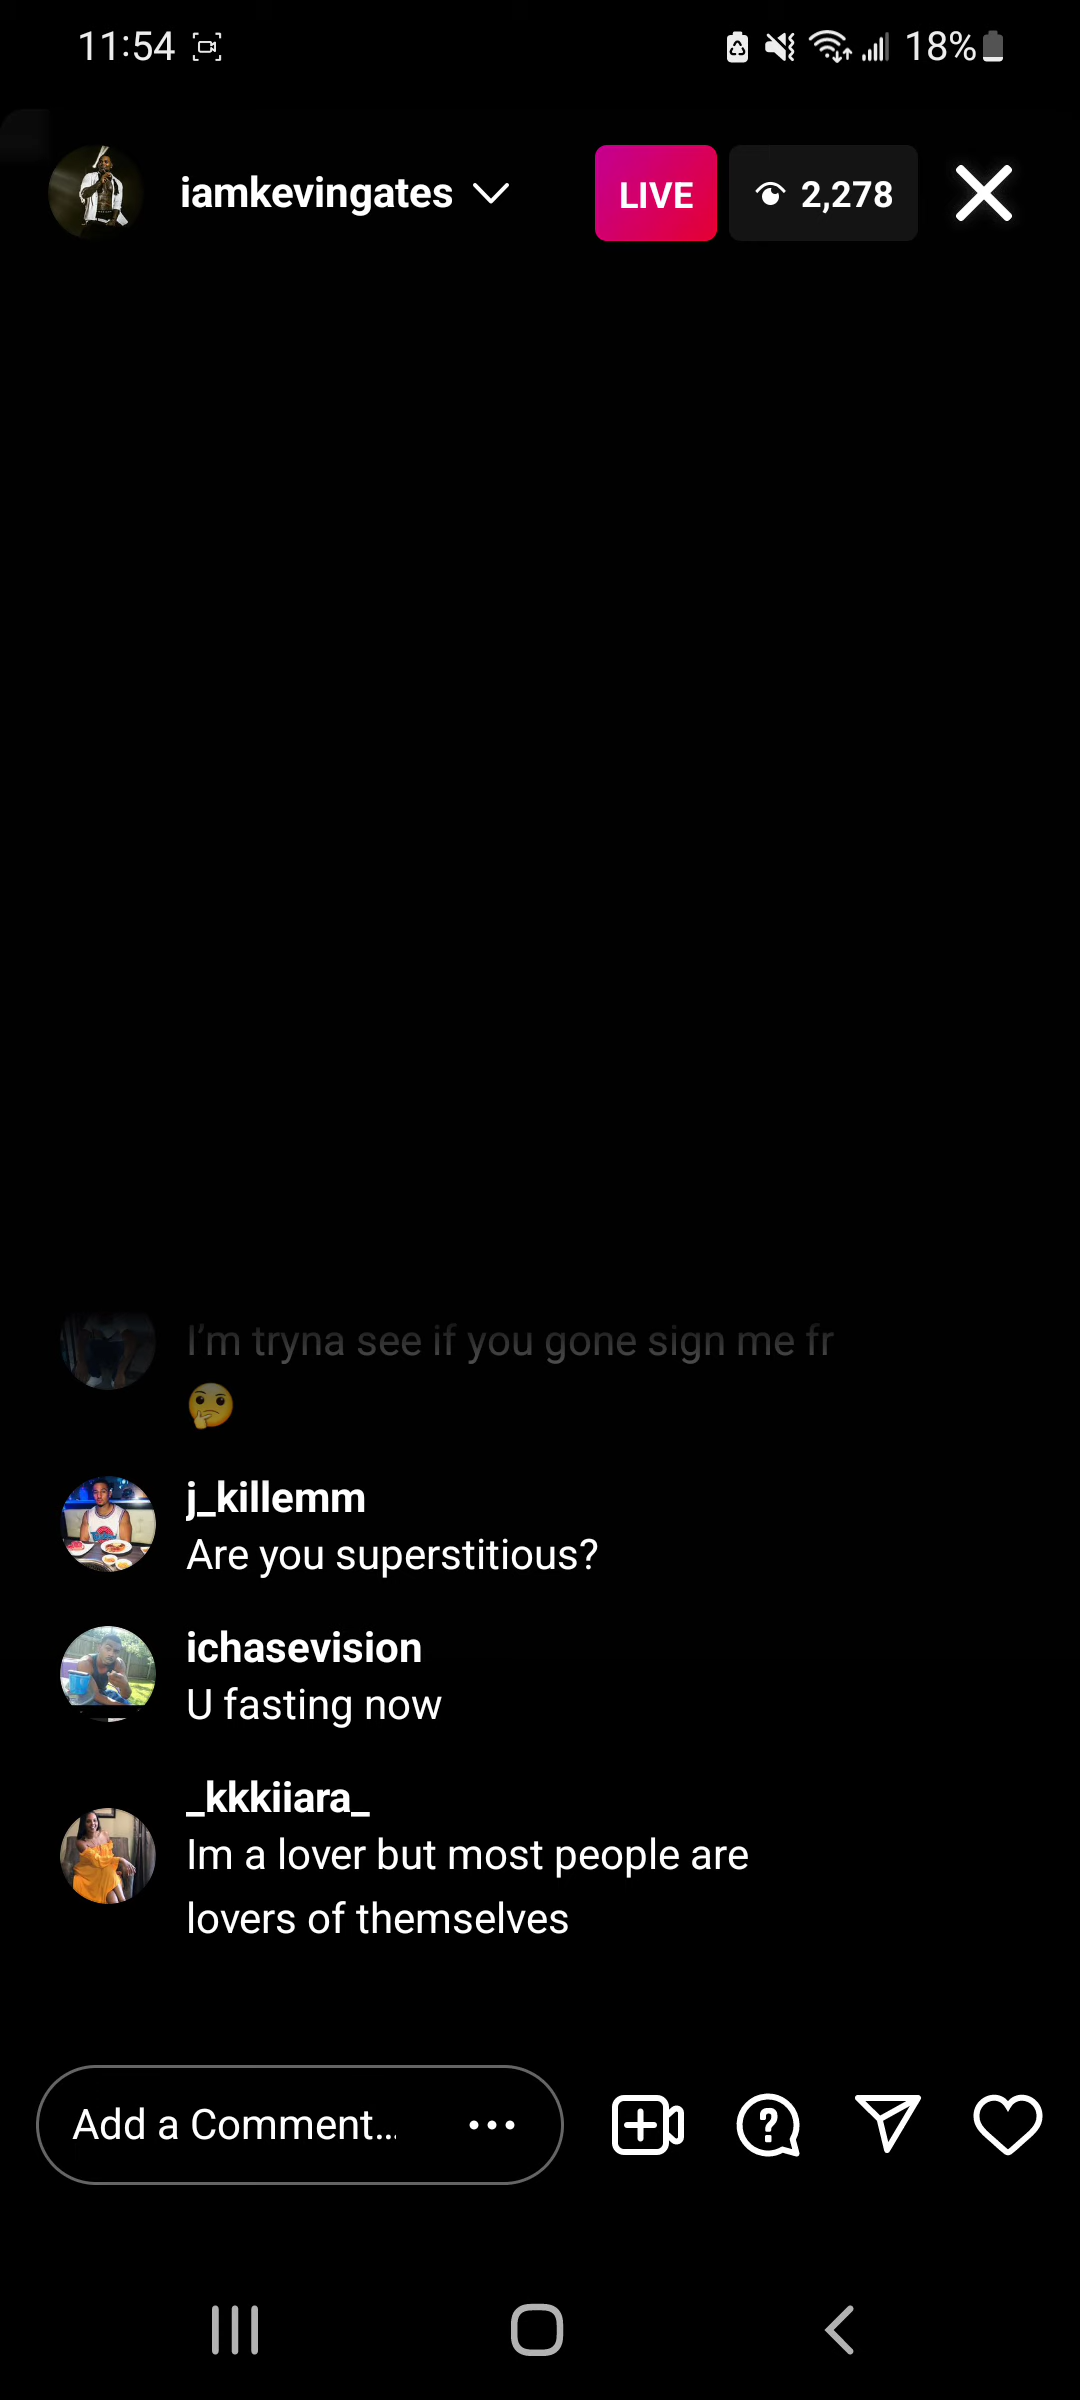 11:54
18%
iamkevingates
LIVE
2,278
I'm tryna see if you gone sign me fr
🤔
j_killemm
Are you superstitious?
ichasevision
U fasting now
_kkkiiara_
Im a lover but most people are
lovers of themselves
Add a Comment...